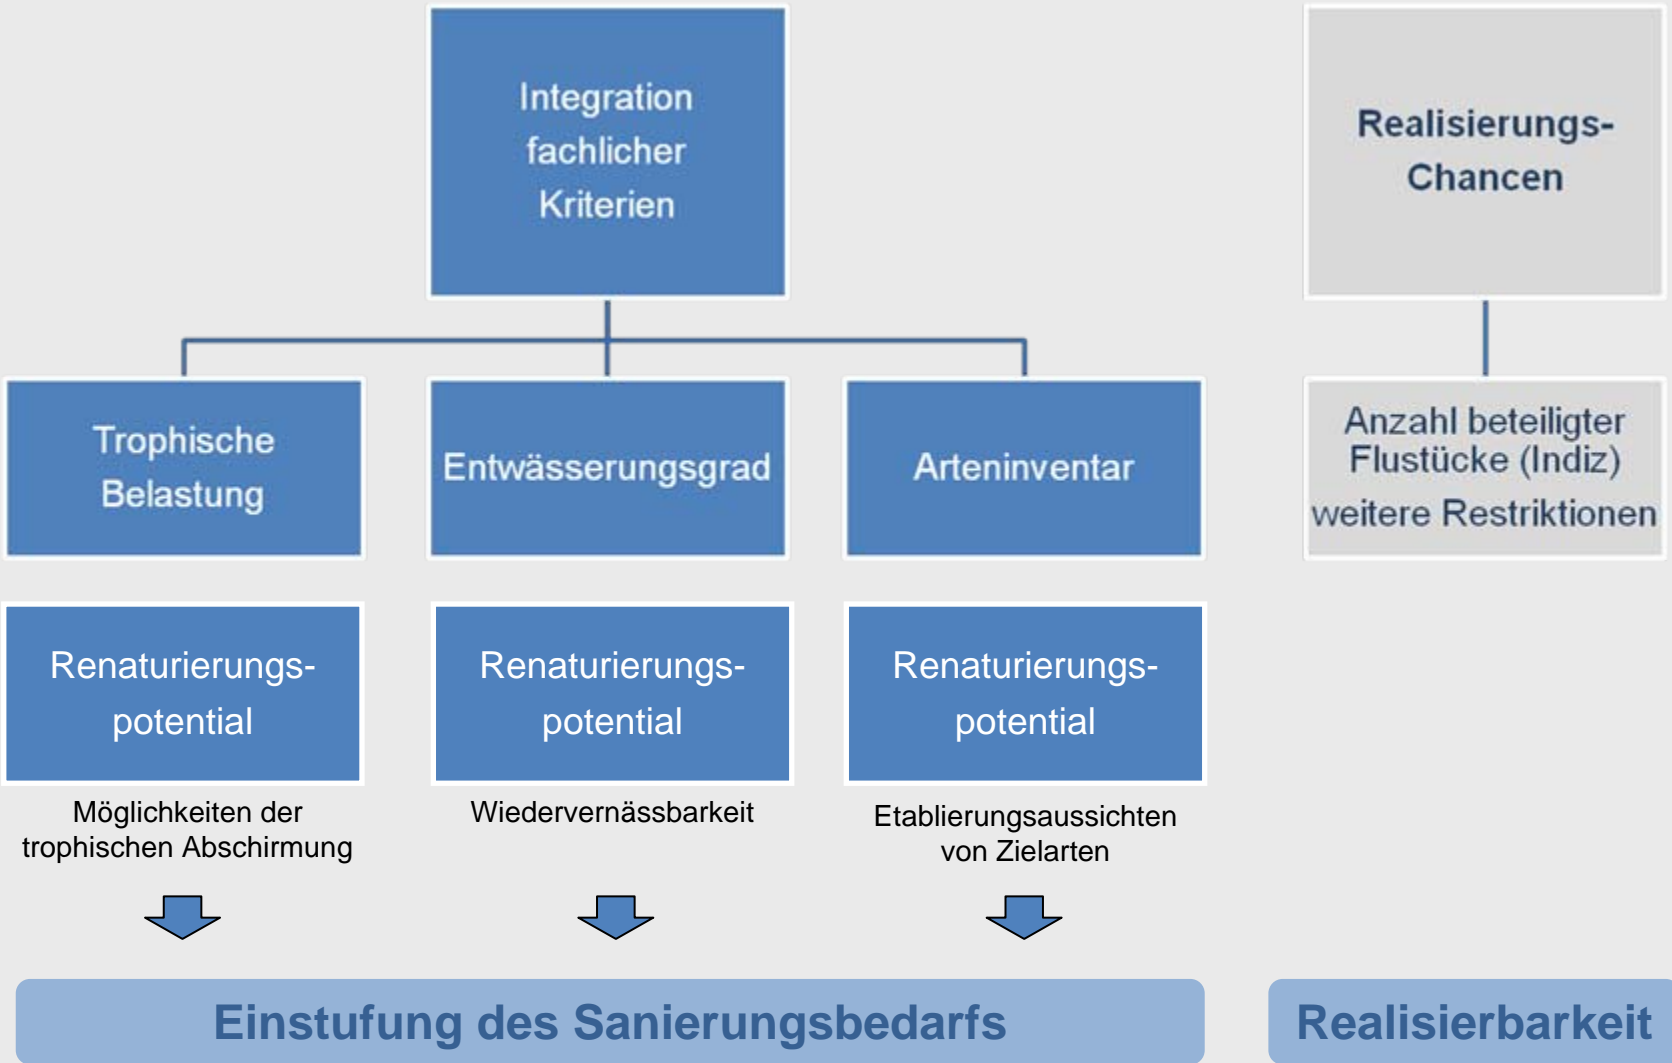 Integration
fachlicher
Kriterien
Realisierungs-
Chancen
Trophische
Belastung
Entwässerungsgrad
Arteninventar
Anzahl beteiligter
Flustücke (Indiz)
weitere Restriktionen
Renaturierungs-
potential
Renaturierungs-
potential
Renaturierungs-
potential
Möglichkeiten der
trophischen Abschirmung
Wiedervernässbarkeit
Etablierungsaussichten
von Zielarten
Einstufung des Sanierungsbedarfs
Realisierbarkeit